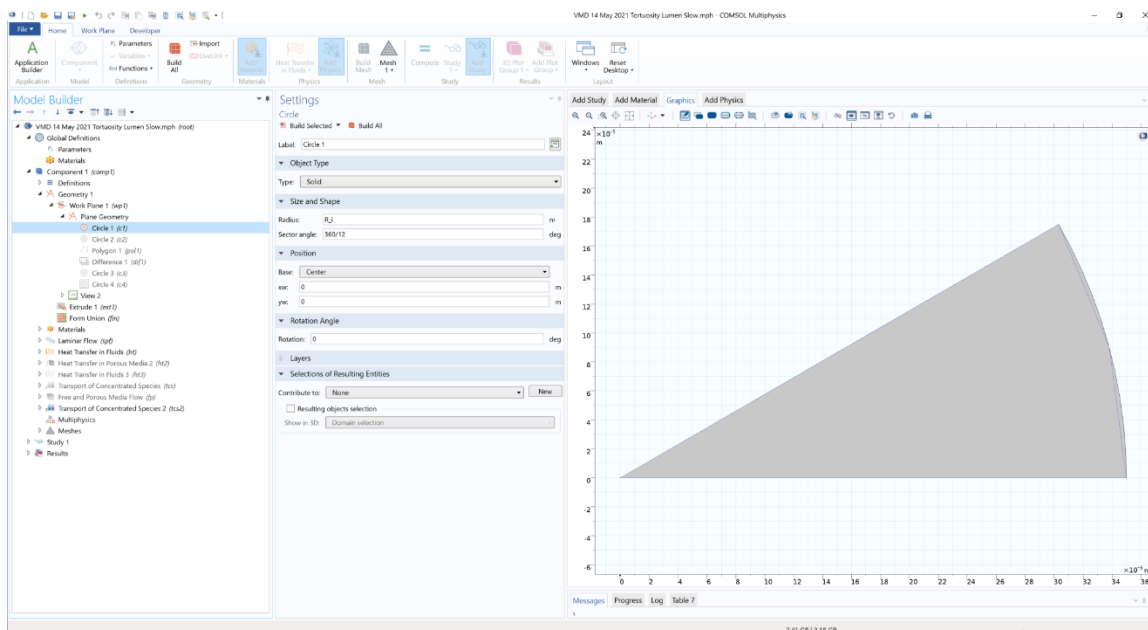 VMD 14 May 2021 Tortuosity Lumen Slow.mph - COMSOL Multiphysics
File Home Work Plane Developer
Application Builder
Component
Pi Parameters
Variables
f(x) Functions
Build All
Import
LiveLink
Add Material
Heat Transfer in Fluids
Add Physics
Build Mesh
Mesh 1
Compute
Study 1
Add Study
3D Plot Group 1
Add Plot Group
Windows
Reset Desktop
Application Model Definitions Geometry Materials Physics Mesh Study Results Layout
Model Builder
VMD 14 May 2021 Tortuosity Lumen Slow.mph (root)
Global Definitions
Pi Parameters
Materials
Component 1 (comp1)
Definitions
Geometry 1
Work Plane 1 (wp1)
Plane Geometry
Circle 1 (c1)
Circle 2 (c2)
Polygon 1 (pol1)
Difference 1 (dif1)
Circle 3 (c3)
Circle 4 (c4)
View 2
Extrude 1 (ext1)
Form Union (fin)
Materials
Laminar Flow (spf)
Heat Transfer in Fluids (ht)
Heat Transfer in Porous Media 2 (ht2)
Heat Transfer in Fluids 3 (ht3)
Transport of Concentrated Species (tcs)
Free and Porous Media Flow (fp)
Transport of Concentrated Species 2 (tcs2)
Multiphysics
Meshes
Study 1
Results
Settings
Circle
Build Selected Build All
Label: Circle 1
Object Type
Type: Solid
Size and Shape
Radius: R_i m
Sector angle: 360/12 deg
Position
Base: Center
xw: 0 m
yw: 0 m
Rotation Angle
Rotation: 0 deg
Layers
Selections of Resulting Entities
Contribute to: None New
Resulting objects selection
Show in 3D: Domain selection
Add Study Add Material Graphics Add Physics
24
m
22
20
18
16
14
12
10
8
6
4
2
0
-2
-4
-6
0 2 4 6 8 10 12 14 16 18 20 22 24 26 28 30 32 34 36
Messages Progress Log Table 7